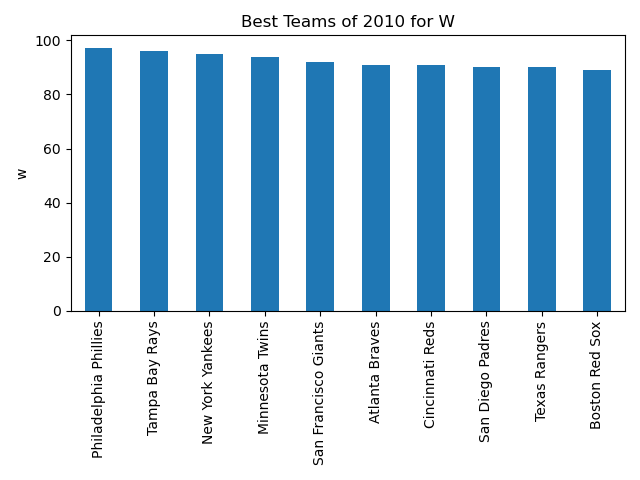 Best Teams of 2010 for W
100
80
60
40
20
0
w
Philadelphia Phillies
Tampa Bay Rays
New York Yankees
Minnesota Twins
San Francisco Giants
Atlanta Braves
Cincinnati Reds
San Diego Padres
Texas Rangers
Boston Red Sox